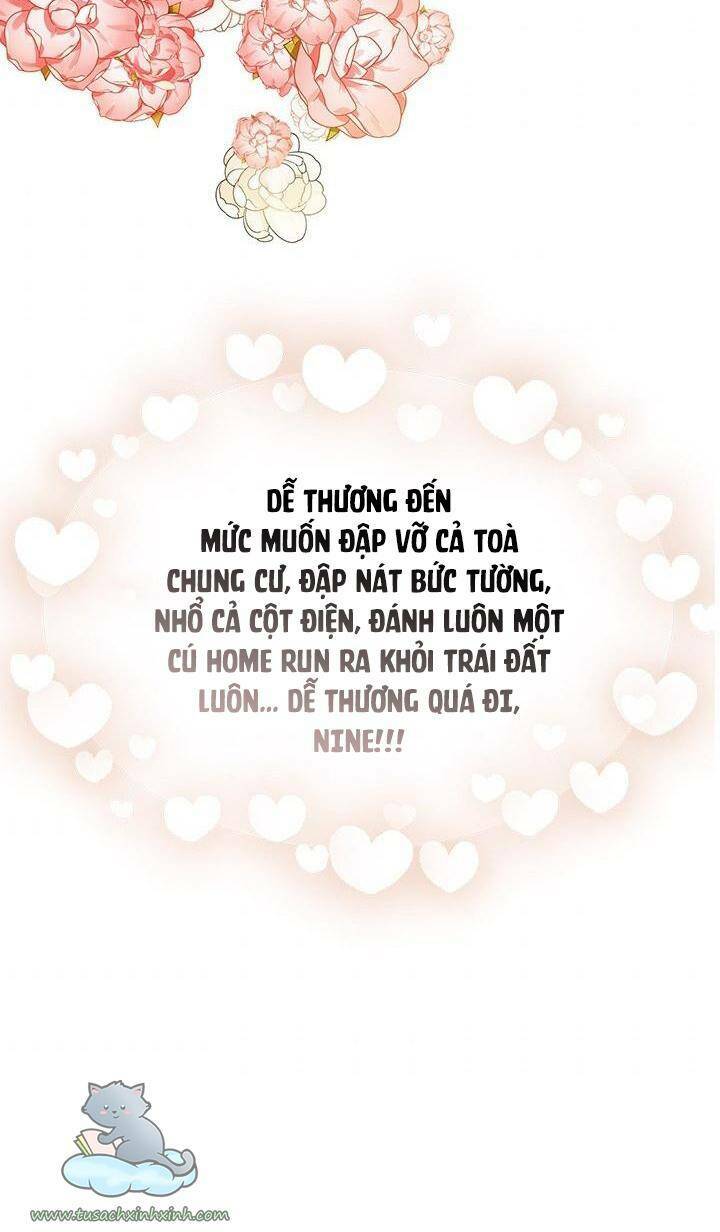 DỄ THƯƠNG ĐẾN
MỨC MUỐN ĐẬP VỠ CẢ TOÀ
CHUNG CƯ, ĐẬP NÁT BỨC TƯỜNG,
NHỔ CẢ CỘT ĐIỆN, ĐÁNH LUÔN MỘT
CÚ HOME RUN RA KHỎI TRÁI ĐẤT
LUÔN... DỄ THƯƠNG QUÁ ĐI,
NINE!!!
www.tusachxinhxinh.com